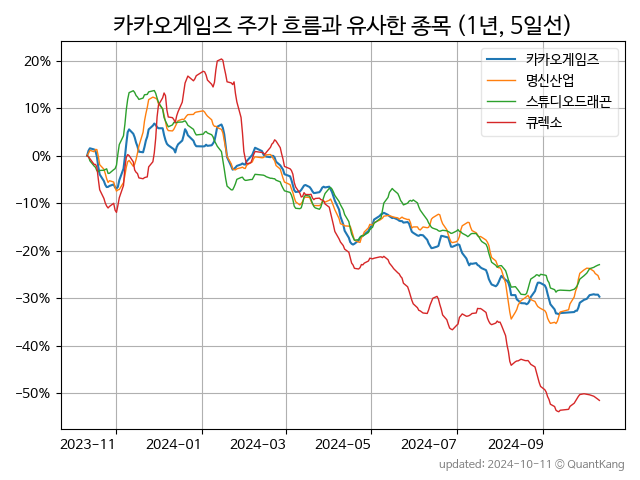 카카오게임즈 주가 흐름과 유사한 종목 (1년, 5일선)
카카오게임즈
명신산업
스튜디오드래곤
큐렉소
20%
10%
0%
−10%
−20%
−30%
−40%
−50%
2023-11
2024-01
2024-03
2024-05
2024-07
2024-09
updated: 2024-10-11 © QuantKang